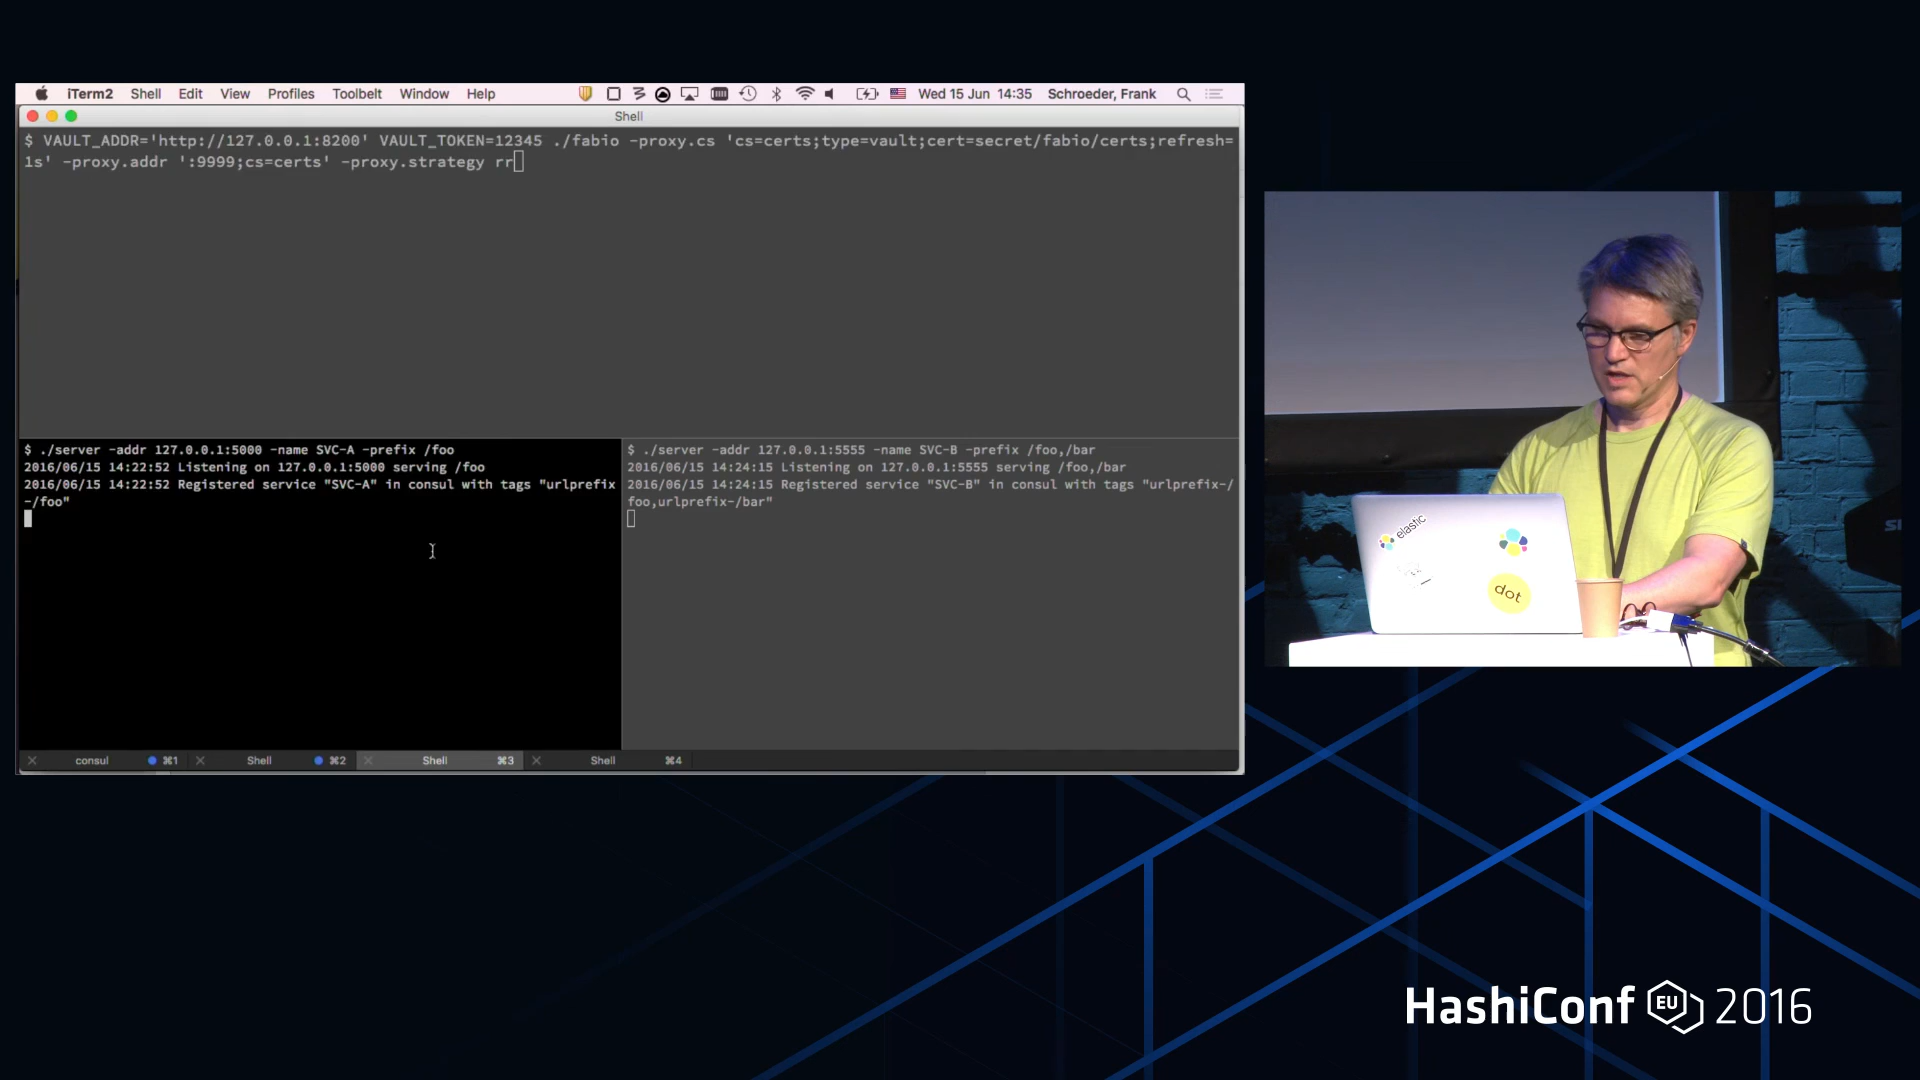 iTerm2 Shell Edit View Profiles Toolbelt Window Help Wed 15 Jun 14:35 Schroeder, Frank
Shell
$ VAULT_ADDR='http://127.0.0.1:8200' VAULT_TOKEN=12345 ./fabio -proxy.cs 'cs=certs;type=vault;cert=secret/fabio/certs;refresh=
1s' -proxy.addr ':9999;cs=certs' -proxy.strategy rr
$ ./server -addr 127.0.0.1:5000 -name SVC-A -prefix /foo
2016/06/15 14:22:52 Listening on 127.0.0.1:5000 serving /foo
2016/06/15 14:22:52 Registered service "SVC-A" in consul with tags "urlprefix
-/foo"
$ ./server -addr 127.0.0.1:5555 -name SVC-B -prefix /foo,/bar
2016/06/15 14:24:15 Listening on 127.0.0.1:5555 serving /foo,/bar
2016/06/15 14:24:15 Registered service "SVC-B" in consul with tags "urlprefix-/
foo,urlprefix-/bar"
consul ⌘1 Shell ⌘2 Shell ⌘3 Shell ⌘4
elastic
dot
HashiConf EU 2016